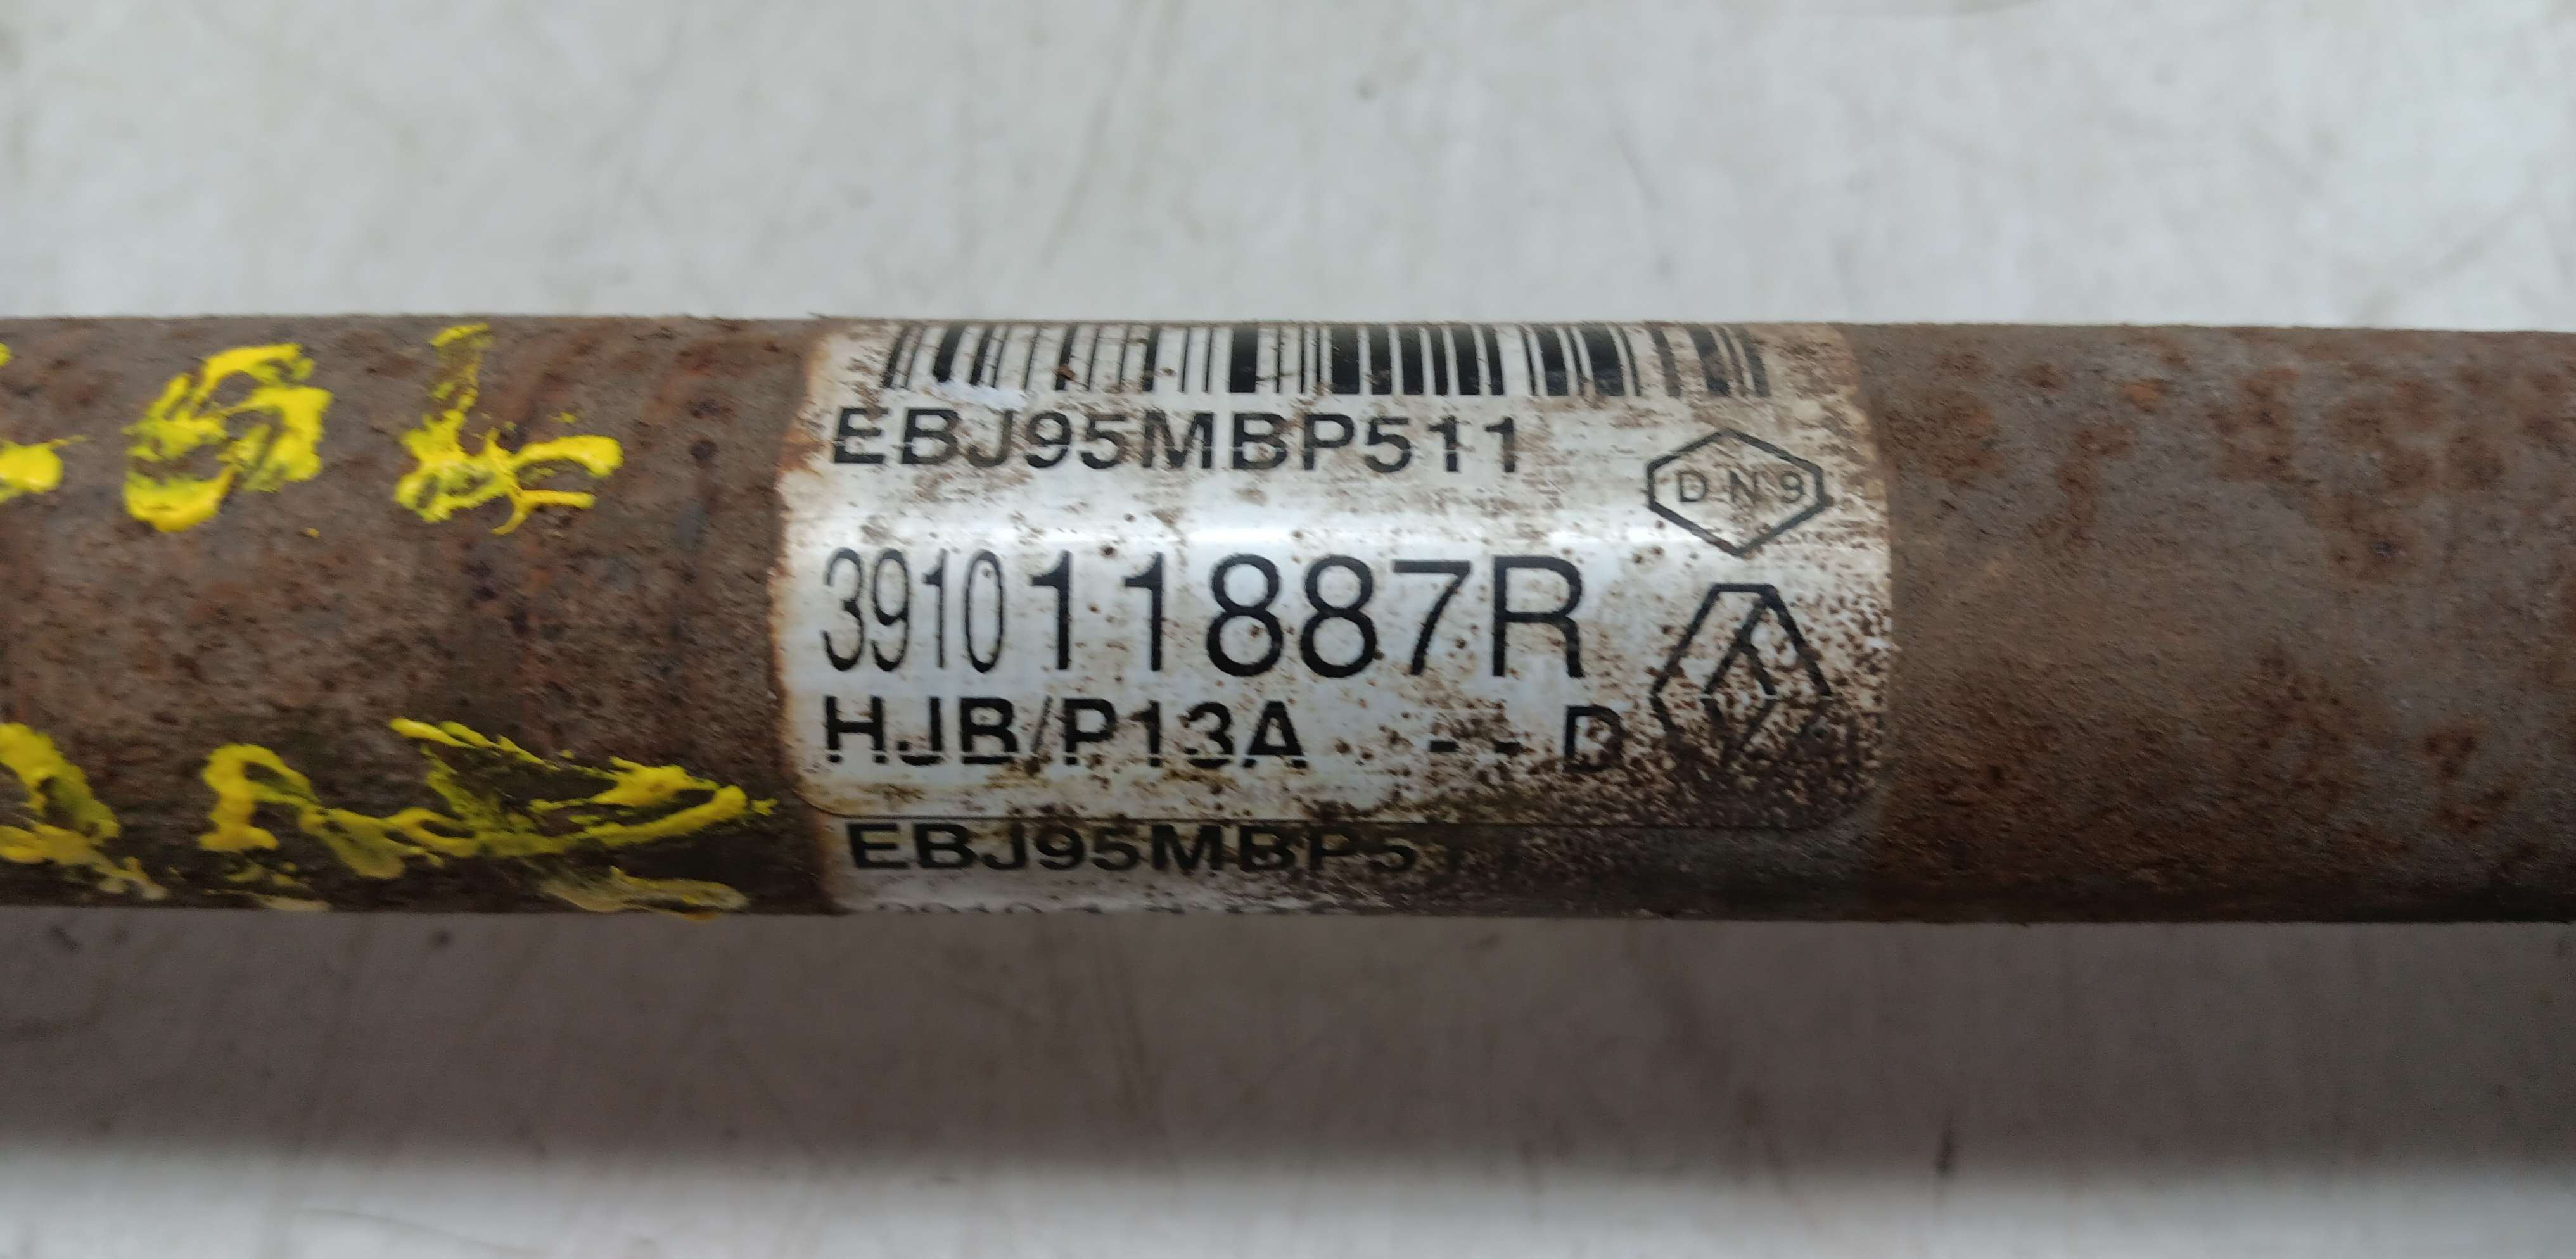 EBJ95MBP511
DN9
391011887R
HJB/P13A -- D
EBJ95MBP5